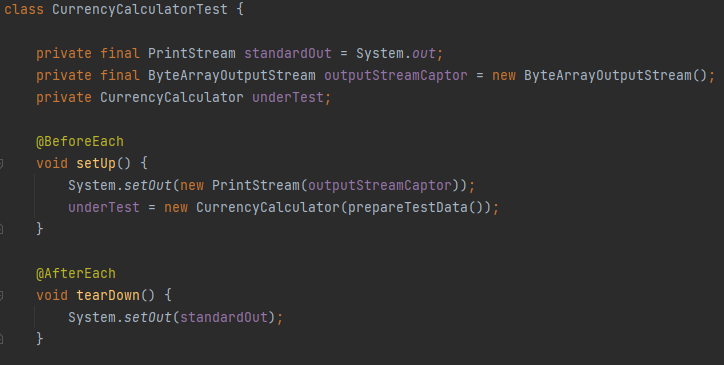 class CurrencyCalculatorTest {
private final PrintStream standardOut = System.out;
private final ByteArrayOutputStream outputStreamCaptor = new ByteArrayOutputStream();
private CurrencyCalculator underTest;
@BeforeEach
void setUp() {
System.setOut(new PrintStream(outputStreamCaptor));
underTest = new CurrencyCalculator(prepareTestData());
}
@AfterEach
void tearDown() {
System.setOut(standardOut);
}